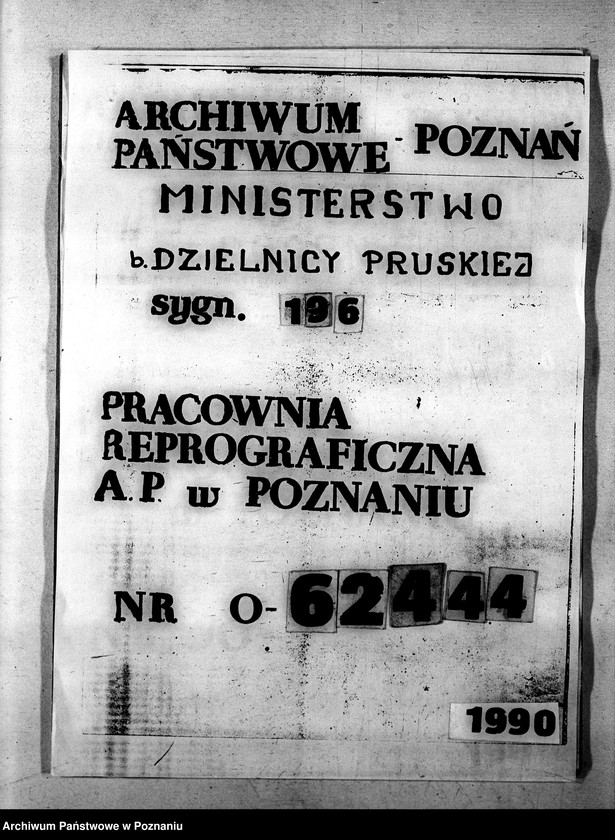 ARCHIWUM
PAŃSTWOWE - POZNAŃ
MINISTERSTWO
b. DZIELNICY PRUSKIEJ
sygn. 196
PRACOWNIA
REPROGRAFICZNA
A.P. w POZNANIU
NR O-62444
1990
Archiwum Państwowe w Poznaniu